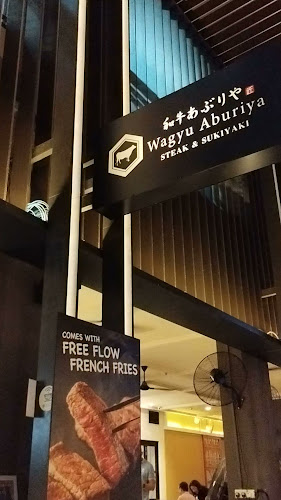 和牛あぶりや
Wagyu Aburiya
STEAK & SUKIYAKI
COMES WITH
FREE FLOW
FRENCH FRIES